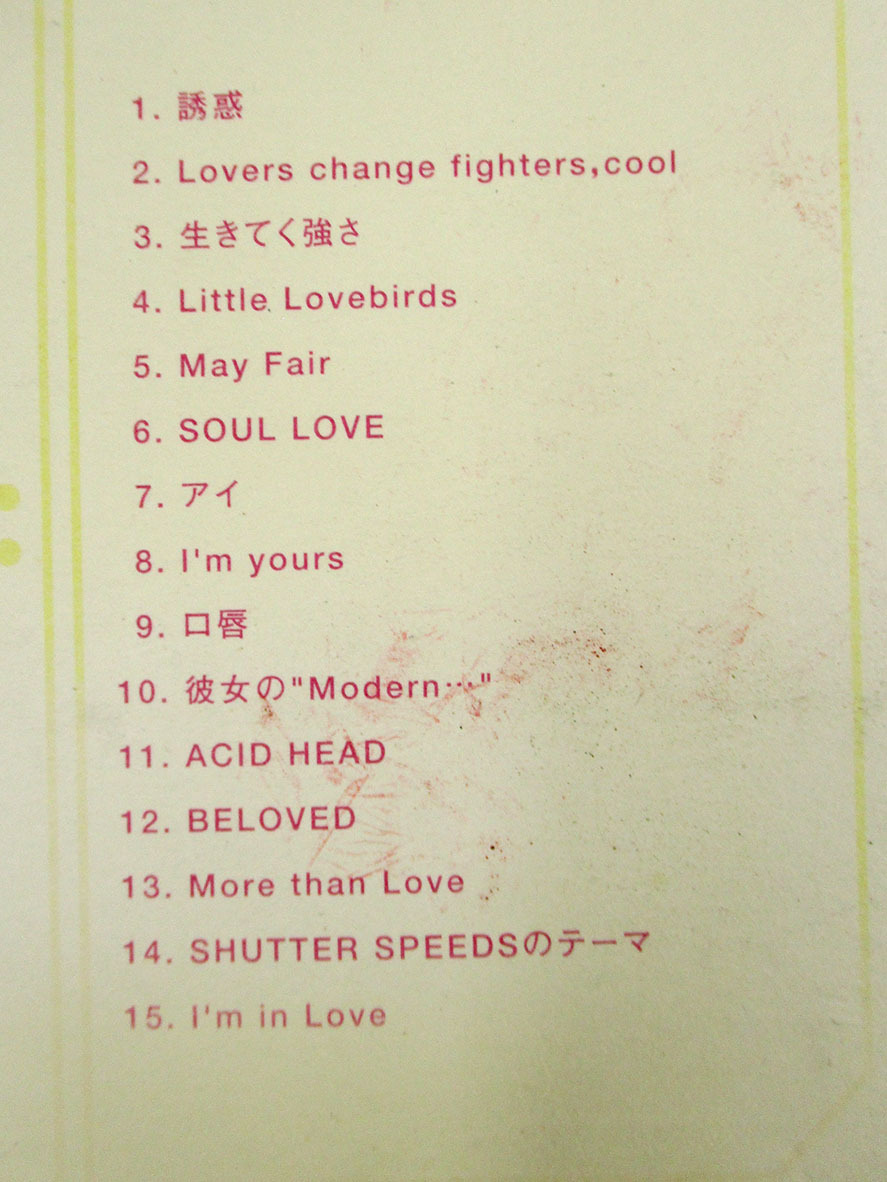 1. 誘惑
2. Lovers change fighters,cool
3. 生きてく強さ
4. Little Lovebirds
5. May Fair
6. SOUL LOVE
7. アイ
8. I'm yours
9. 口唇
10. 彼女の"Modern…"
11. ACID HEAD
12. BELOVED
13. More than Love
14. SHUTTER SPEEDSのテーマ
15. I'm in Love